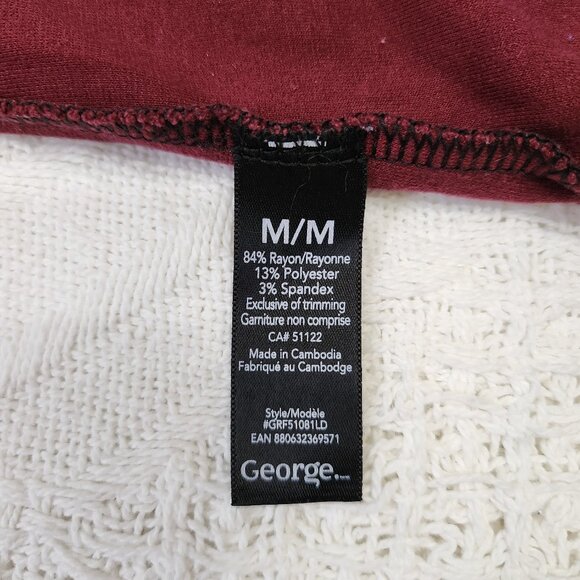 M/M
84% Rayon/Rayonne
13% Polyester
3% Spandex
Exclusive of trimming
Garniture non comprise
CA# 51122
Made in Cambodia
Fabriqué au Cambodge
Style/Modèle
#GRF51081LD
EAN 880632369571
George.